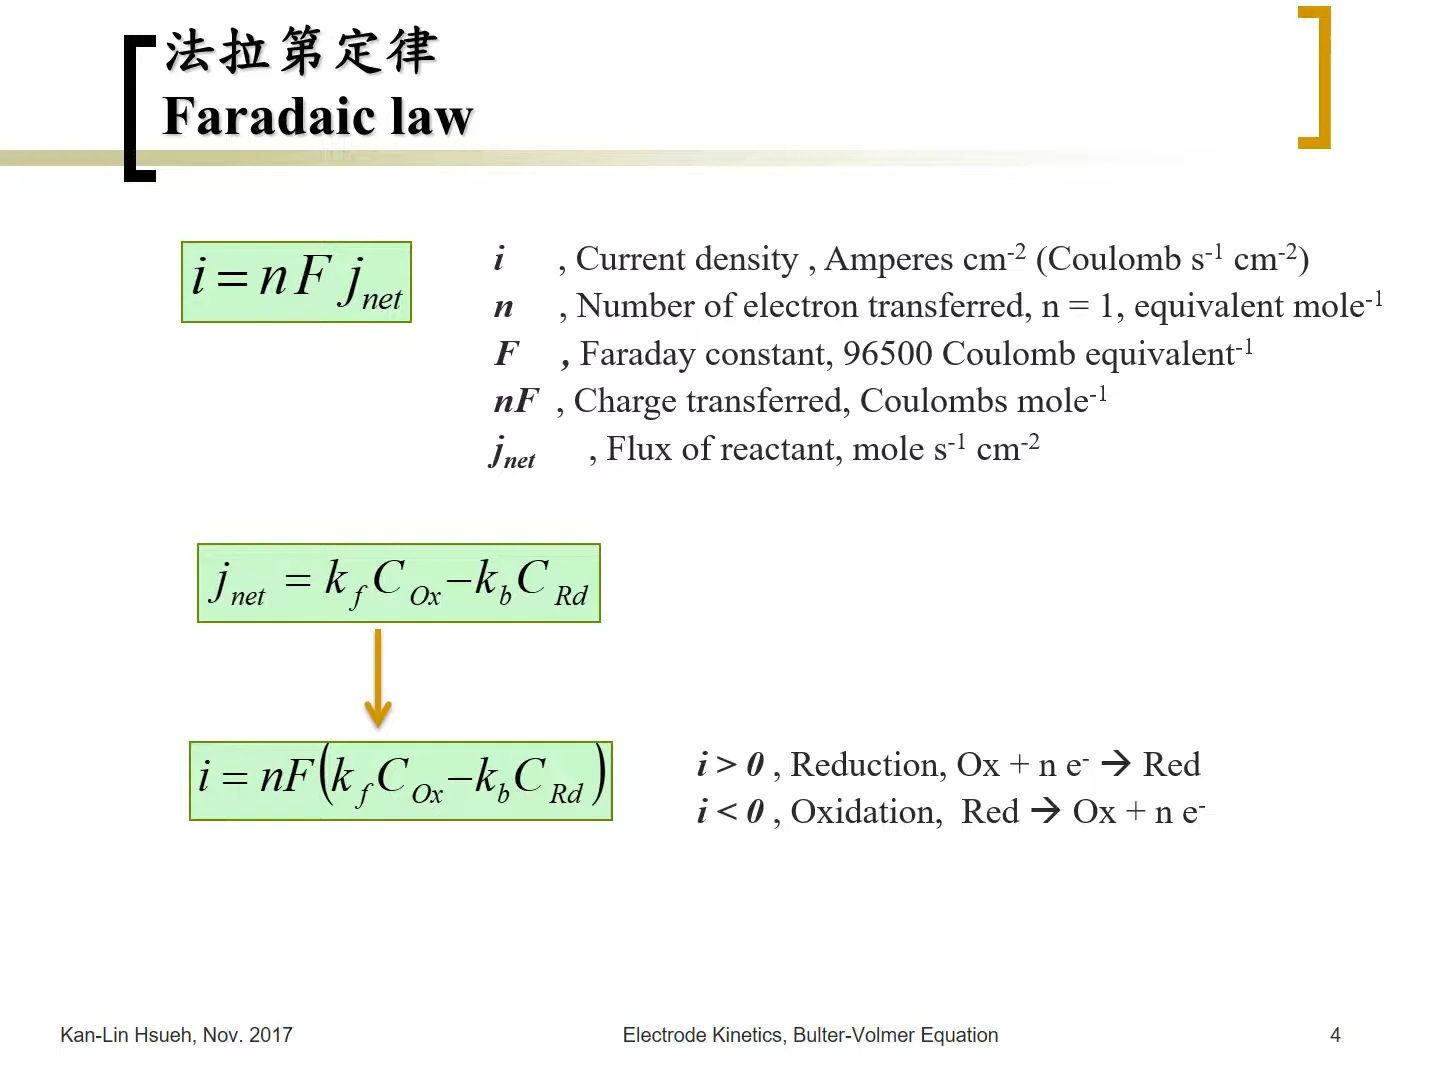 法拉第定律
Faradaic law
i = n F j_net
i , Current density , Amperes cm⁻² (Coulomb s⁻¹ cm⁻²)
n , Number of electron transferred, n = 1, equivalent mole⁻¹
F , Faraday constant, 96500 Coulomb equivalent⁻¹
nF , Charge transferred, Coulombs mole⁻¹
j_net , Flux of reactant, mole s⁻¹ cm⁻²
j_net = k_f C_Ox – k_b C_Rd
i = nF(k_f C_Ox – k_b C_Rd)
i > 0 , Reduction, Ox + n e⁻ → Red
i < 0 , Oxidation, Red → Ox + n e⁻
Kan-Lin Hsueh, Nov. 2017
Electrode Kinetics, Bulter-Volmer Equation
4